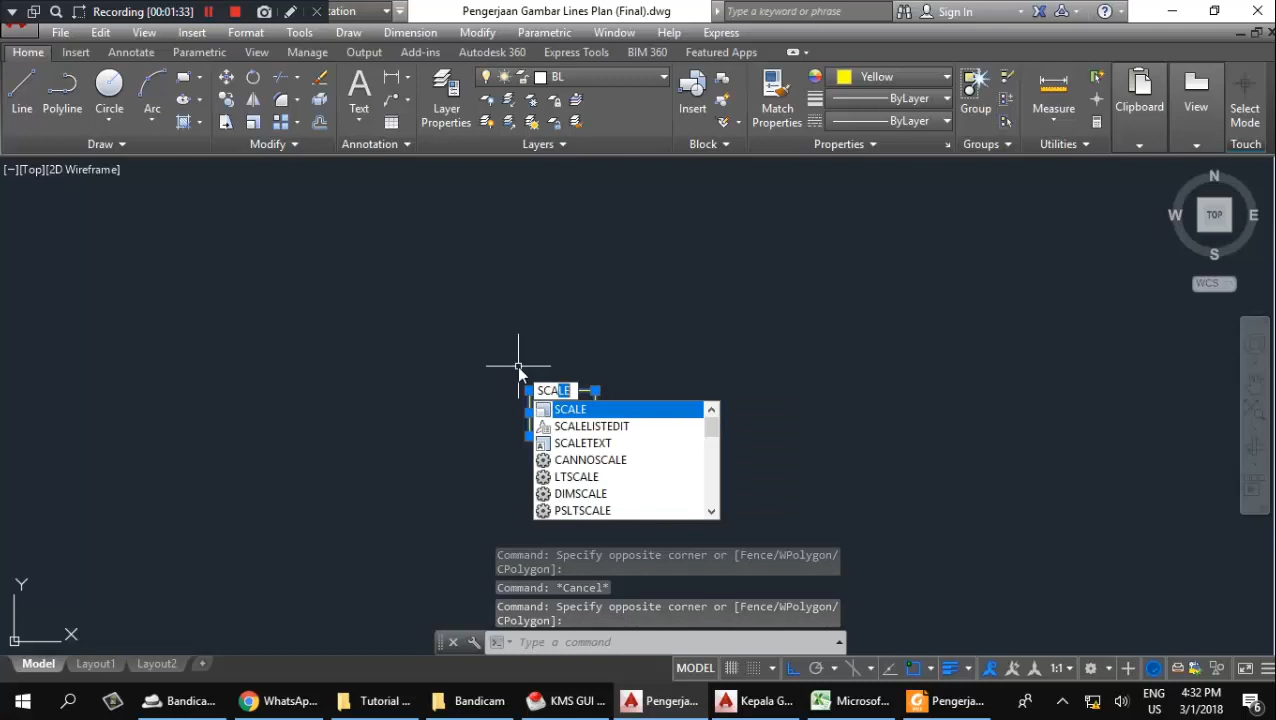 Recording [00:01:33]
otation
Pengerjaan Gambar Lines Plan (Final).dwg
Type a keyword or phrase
Sign In
File Edit View Insert Format Tools Draw Dimension Modify Parametric Window Help Express
Home Insert Annotate Parametric View Manage Output Add-ins Autodesk 360 Express Tools BIM 360 Featured Apps
BL
Yellow
ByLayer
ByLayer
Line Polyline Circle Arc Text Layer Properties Insert Match Properties Group Measure Clipboard View Select Mode
Draw Modify Annotation Layers Block Properties Groups Utilities Touch
[−][Top][2D Wireframe]
N
W TOP E
S
WCS
SCALE
SCALE
SCALELISTEDIT
SCALETEXT
CANNOSCALE
LTSCALE
DIMSCALE
PSLTSCALE
Command: Specify opposite corner or [Fence/WPolygon/
CPolygon]:
Command: *Cancel*
Command: Specify opposite corner or [Fence/WPolygon/
CPolygon]:
Y
X
Type a command
Model Layout1 Layout2 +
MODEL 1:1
Bandica... WhatsAp... Tutorial ... Bandicam KMS GUI ... Pengerja... Kepala G... Microsof... Pengerja...
ENG
US
4:32 PM
3/1/2018
6